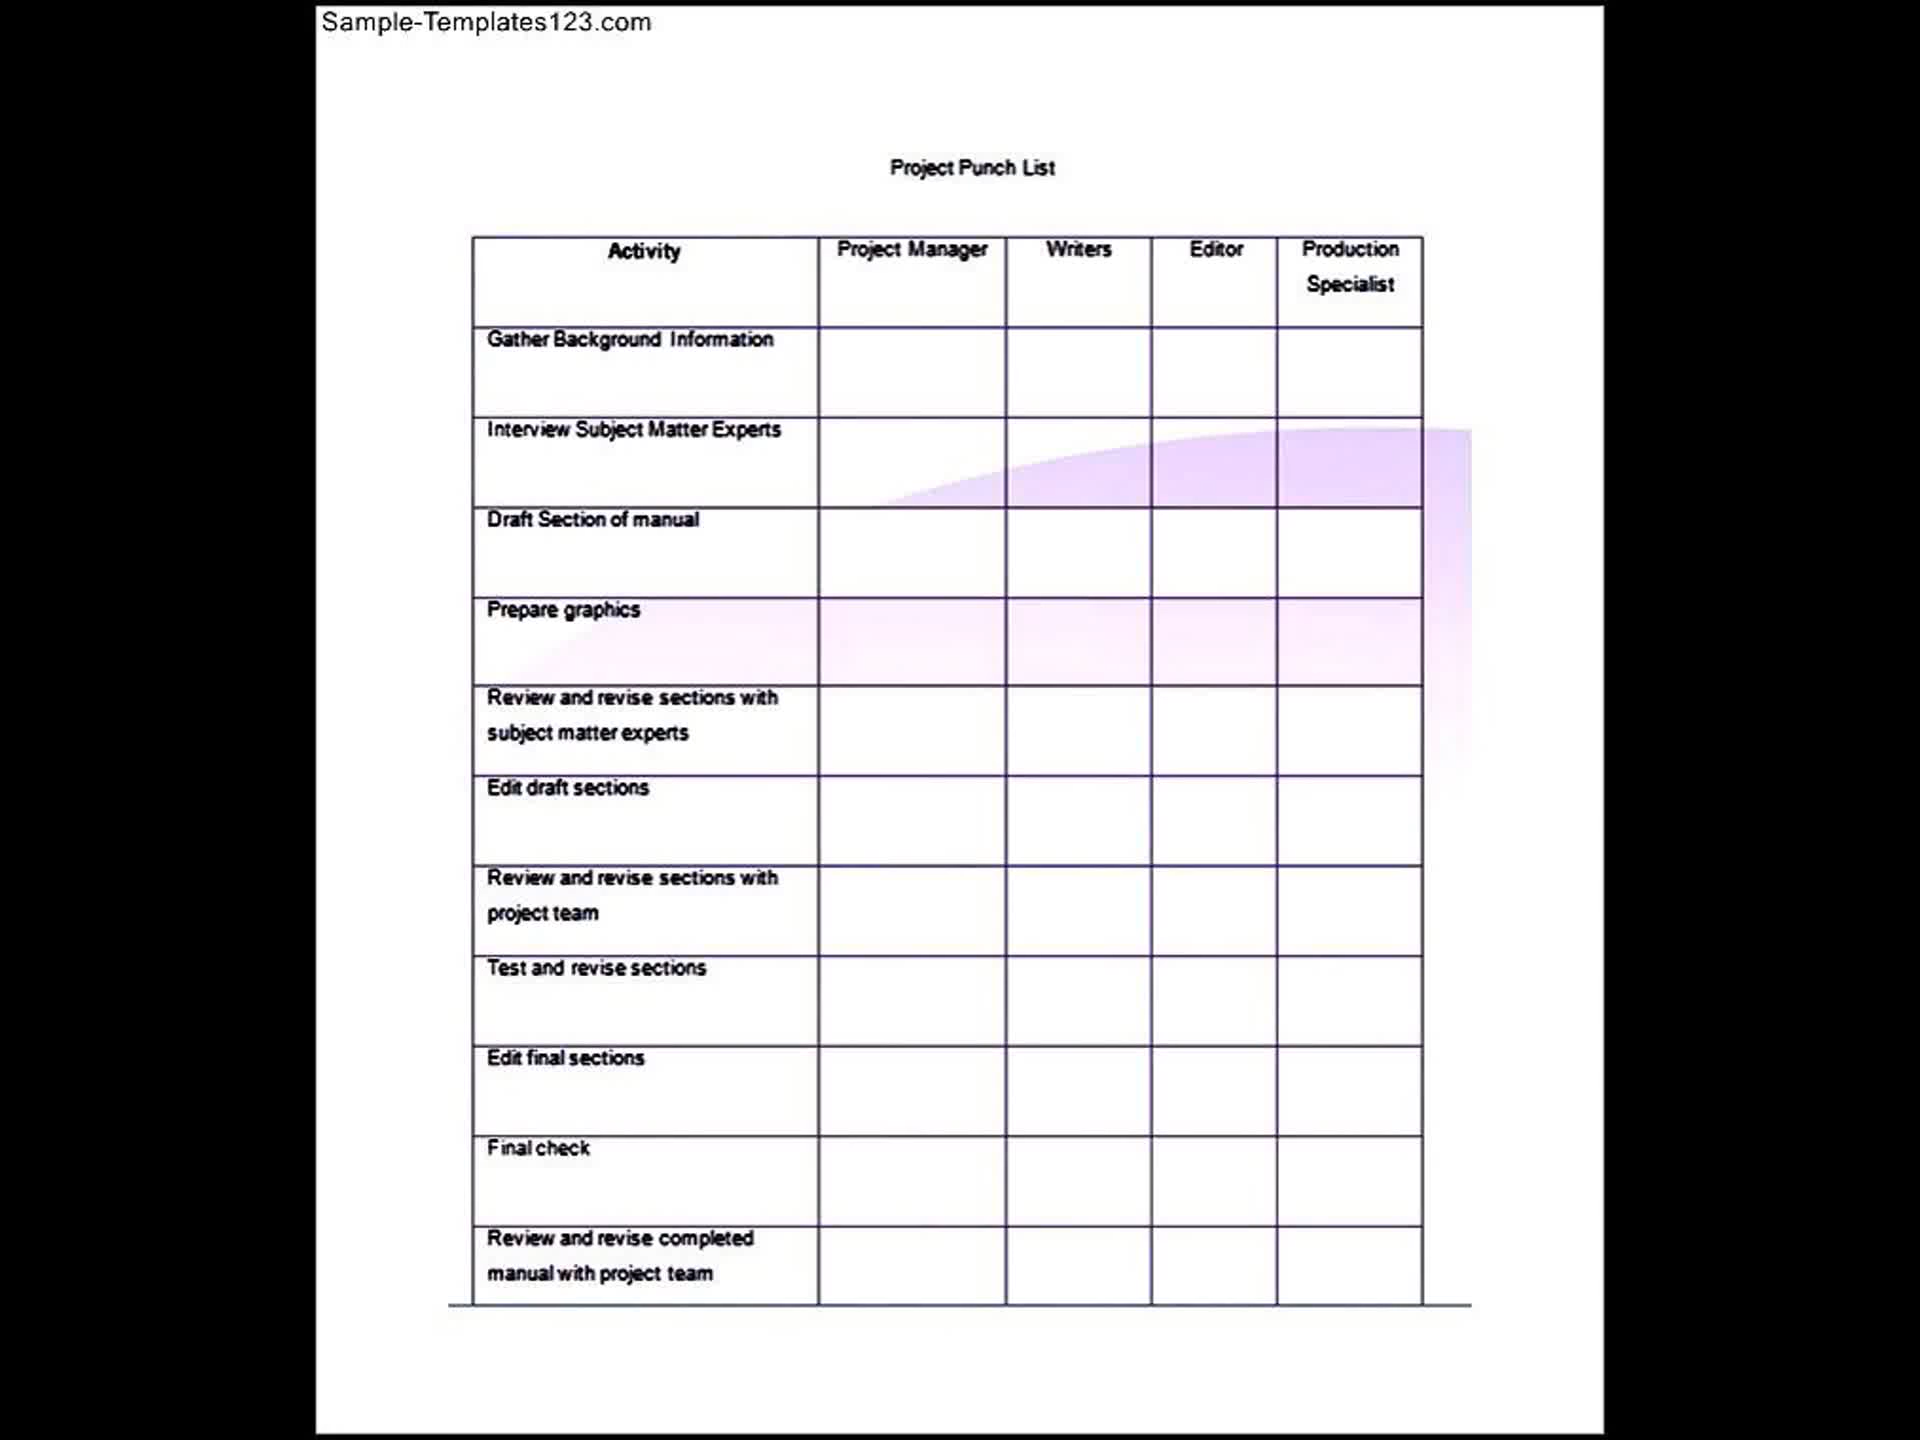 Sample-Templates123.com
Project Punch List
Activity Project Manager Writers Editor Production
Specialist
Gather Background Information
Interview Subject Matter Experts
Draft Section of manual
Prepare graphics
Review and revise sections with
subject matter experts
Edit draft sections
Review and revise sections with
project team
Test and revise sections
Edit final sections
Final check
Review and revise completed
manual with project team